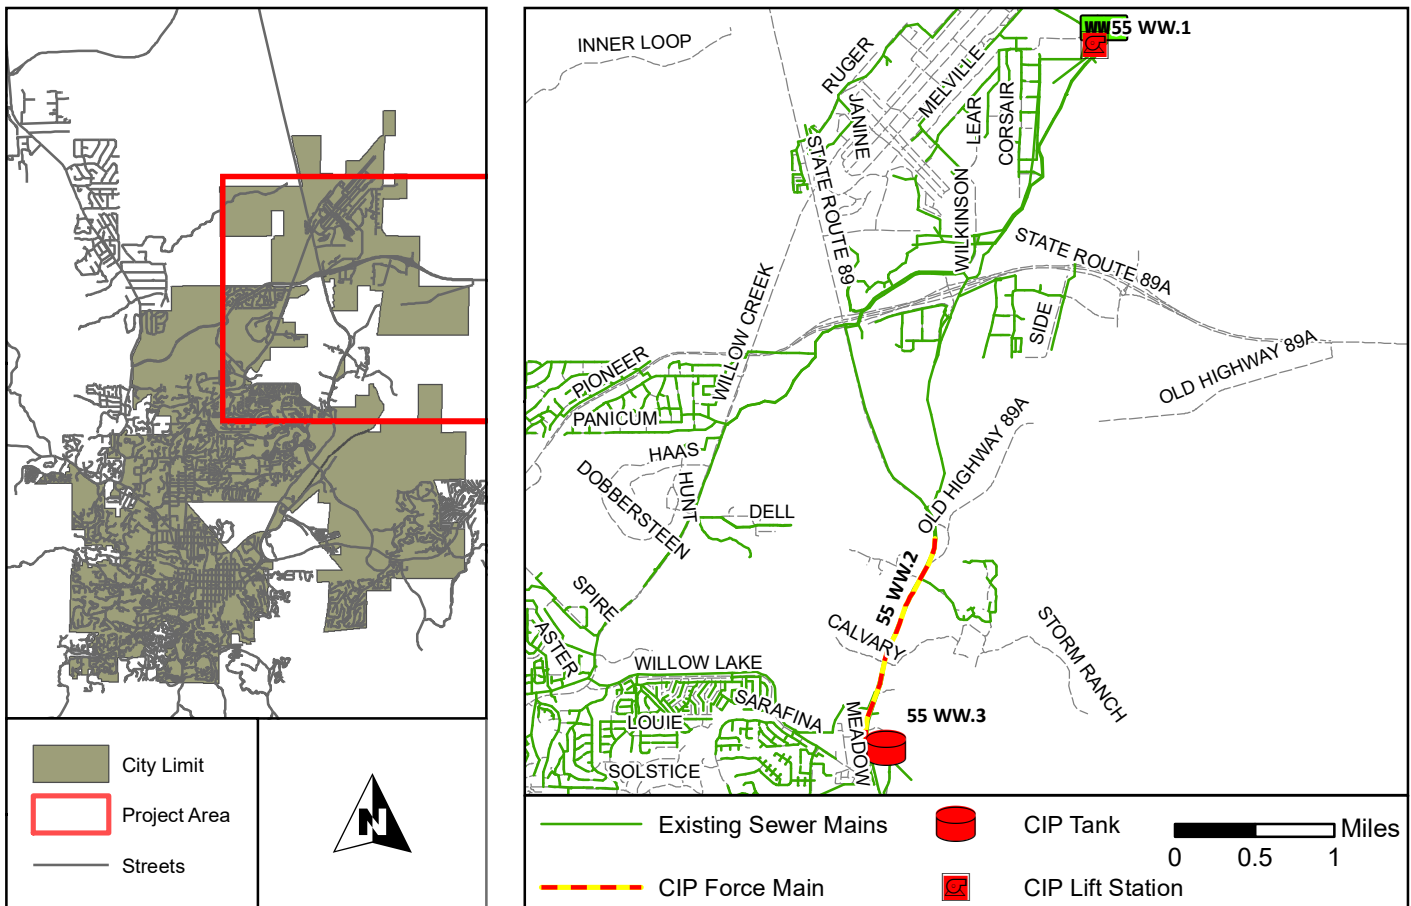 INNER LOOP
RUGER
MELVILLE
JANINE
LEAR
CORSAIR
WW
55 WW.1
STATE ROUTE 89
WILKINSON
STATE ROUTE 89A
WILLOW CREEK
SIDE
PIONEER
OLD HIGHWAY 89A
PANICUM
HAAS
HUNT
DOBBERSTEEN
DELL
OLD HIGHWAY 89A
55 WW.2
SPIRE
CALVARY
STORM RANCH
ASTER
WILLOW LAKE
SARAFINA
LOUIE
MEADOW
55 WW.3
SOLSTICE
City Limit
Project Area
Streets
N
Existing Sewer Mains
CIP Tank
Miles
0 0.5 1
CIP Force Main
CIP Lift Station